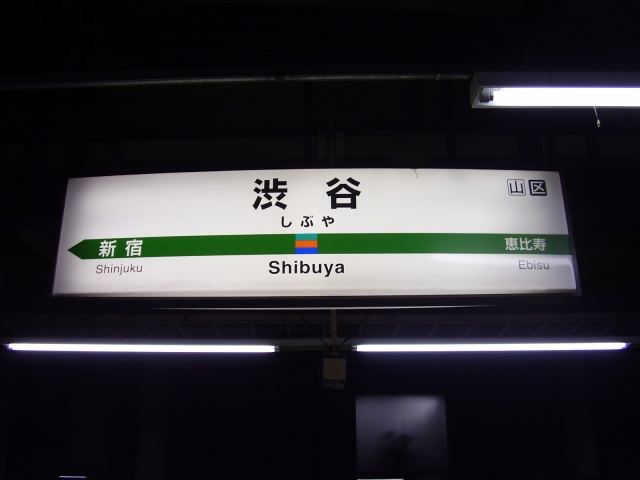 渋谷
山 区
しぶや
新宿
恵比寿
Shinjuku
Shibuya
Ebisu